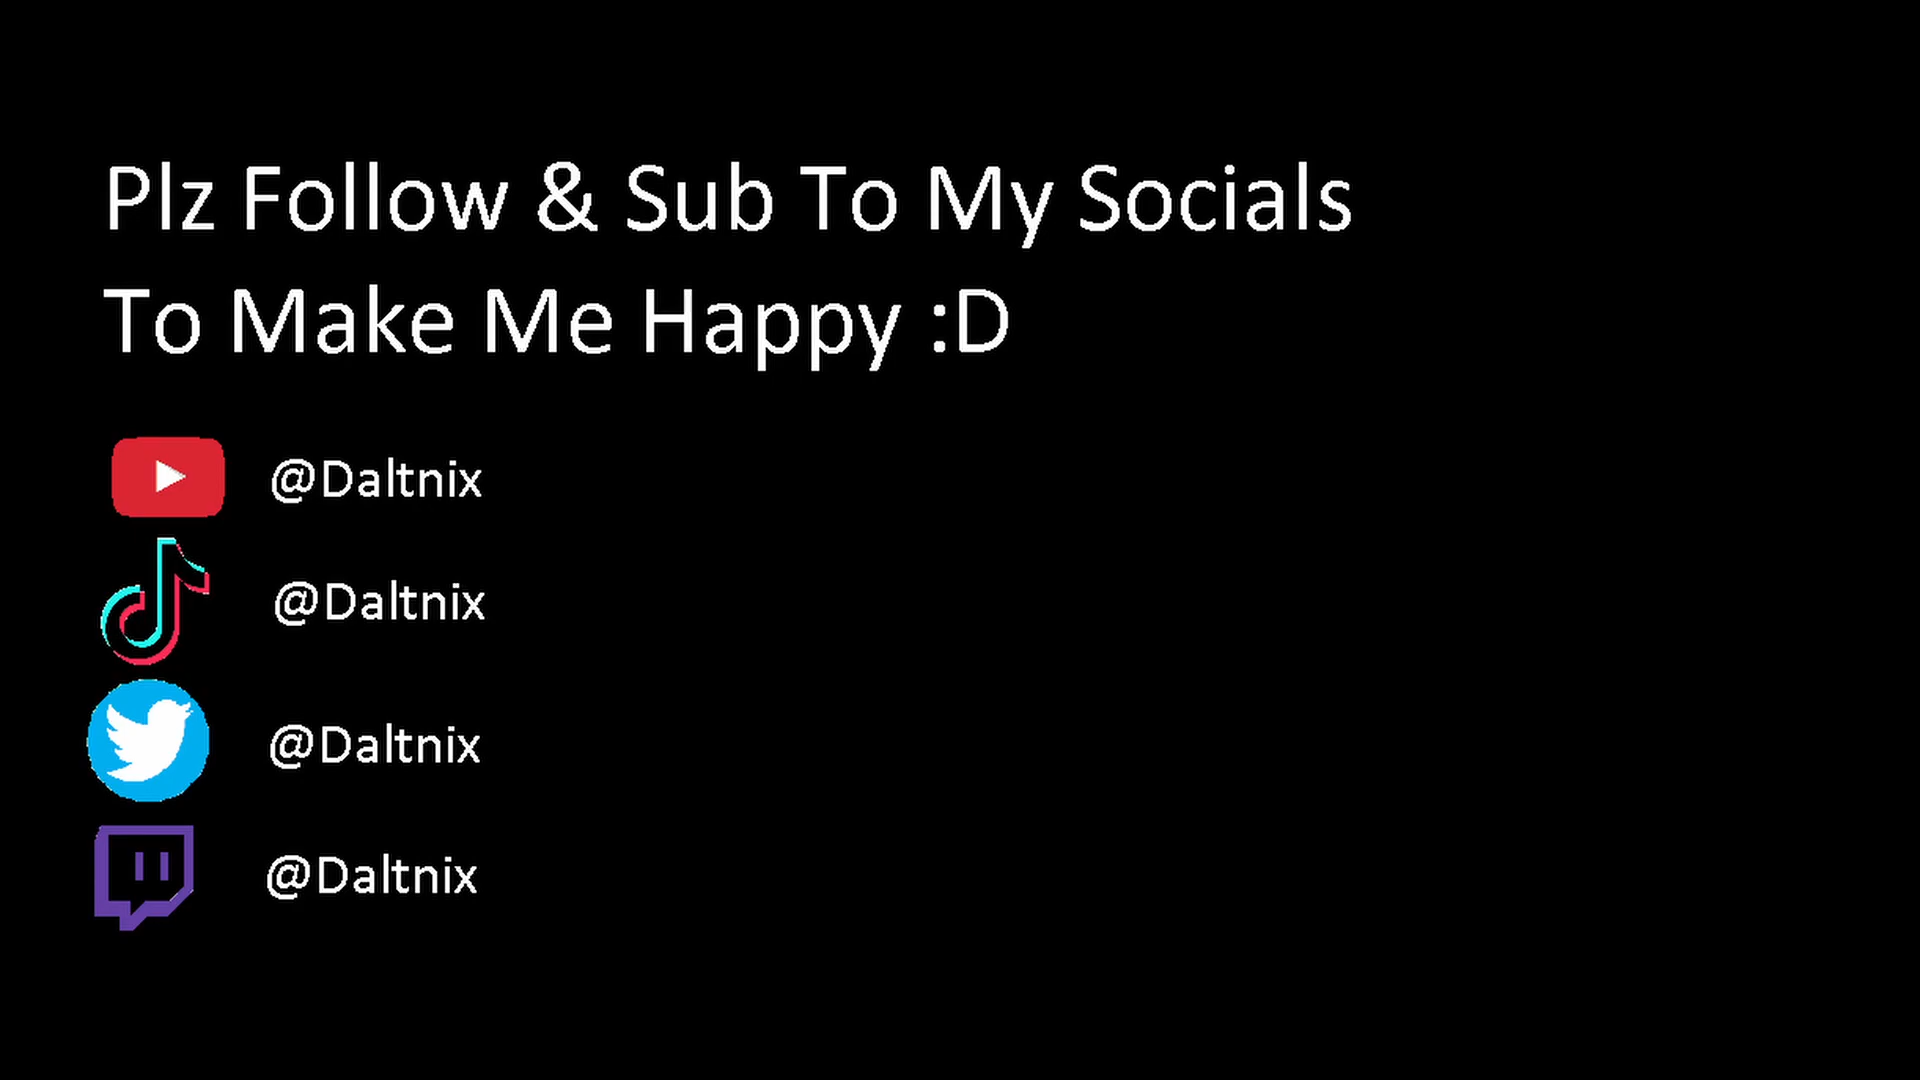 Plz Follow & Sub To My Socials
To Make Me Happy :D
@Daltnix
@Daltnix
@Daltnix
@Daltnix